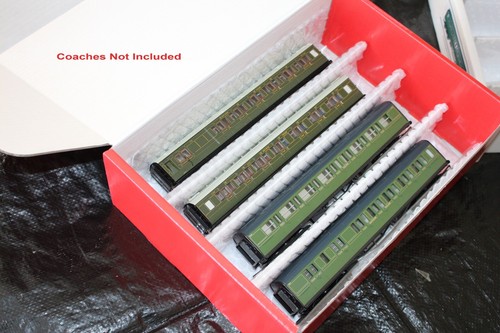 Coaches Not Included